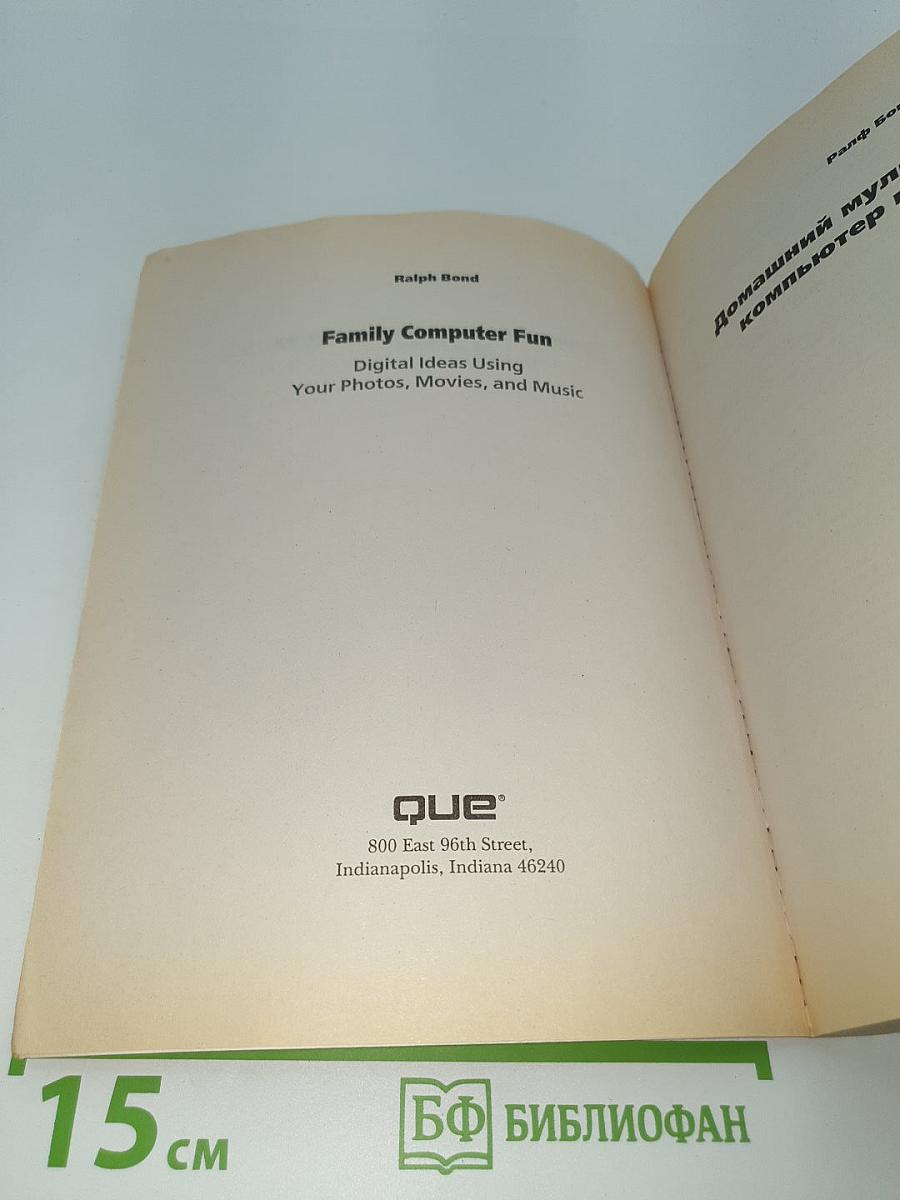 Ralph Bond
Family Computer Fun
Digital Ideas Using
Your Photos, Movies, and Music
QUE®
800 East 96th Street,
Indianapolis, Indiana 46240
Ралф
Домашний
компьютер
15 см
БФ БИБЛИОФАН